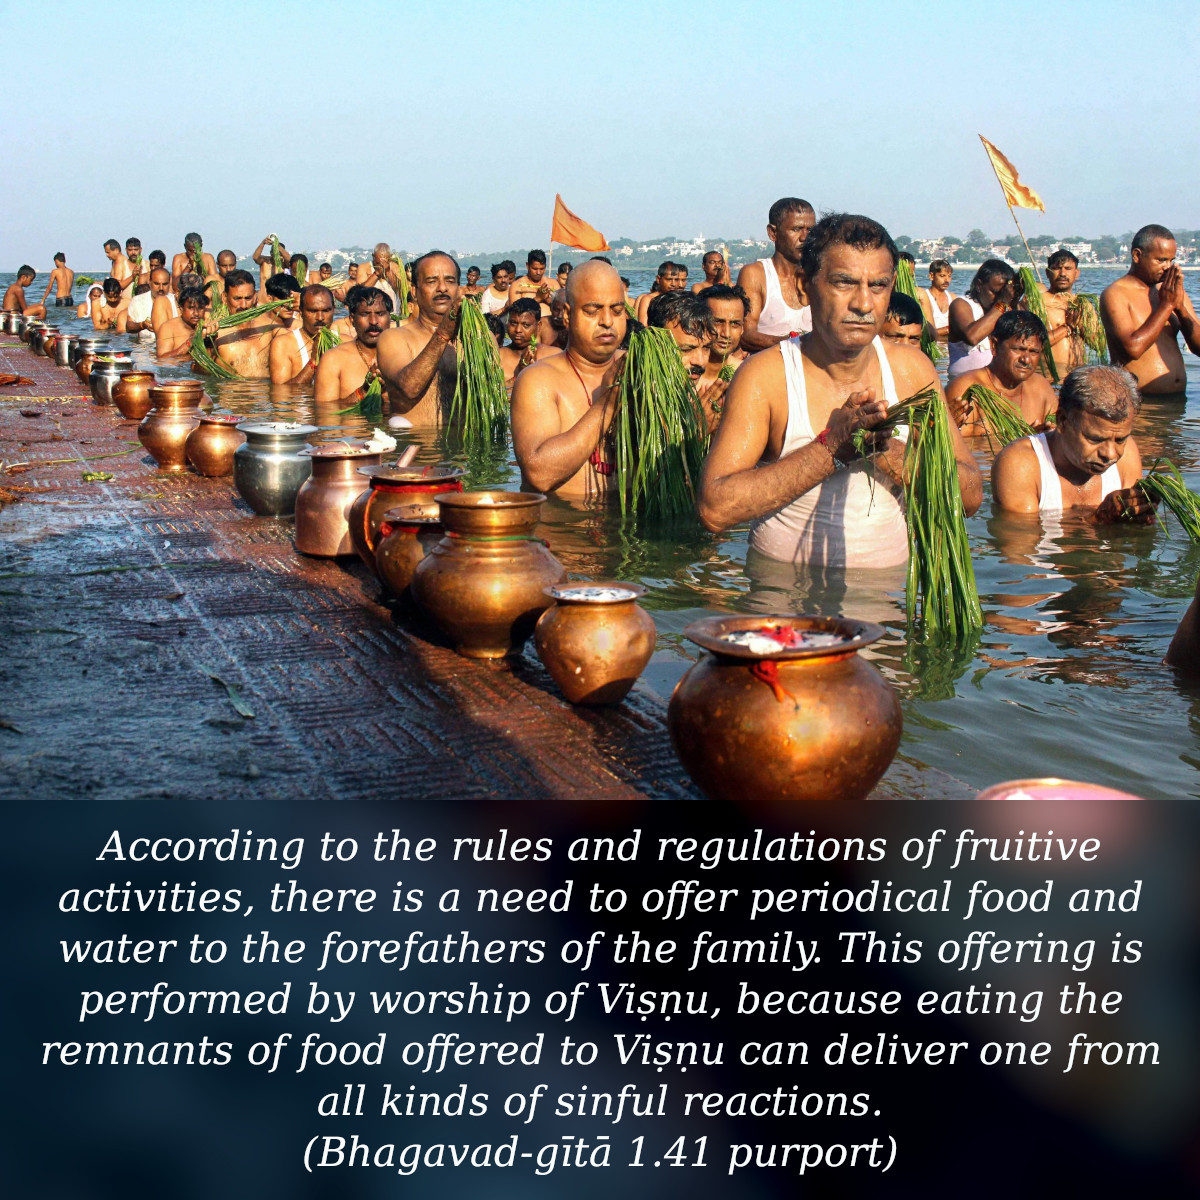 According to the rules and regulations of fruitive
activities, there is a need to offer periodical food and
water to the forefathers of the family. This offering is
performed by worship of Viṣṇu, because eating the
remnants of food offered to Viṣṇu can deliver one from
all kinds of sinful reactions.
(Bhagavad-gītā 1.41 purport)